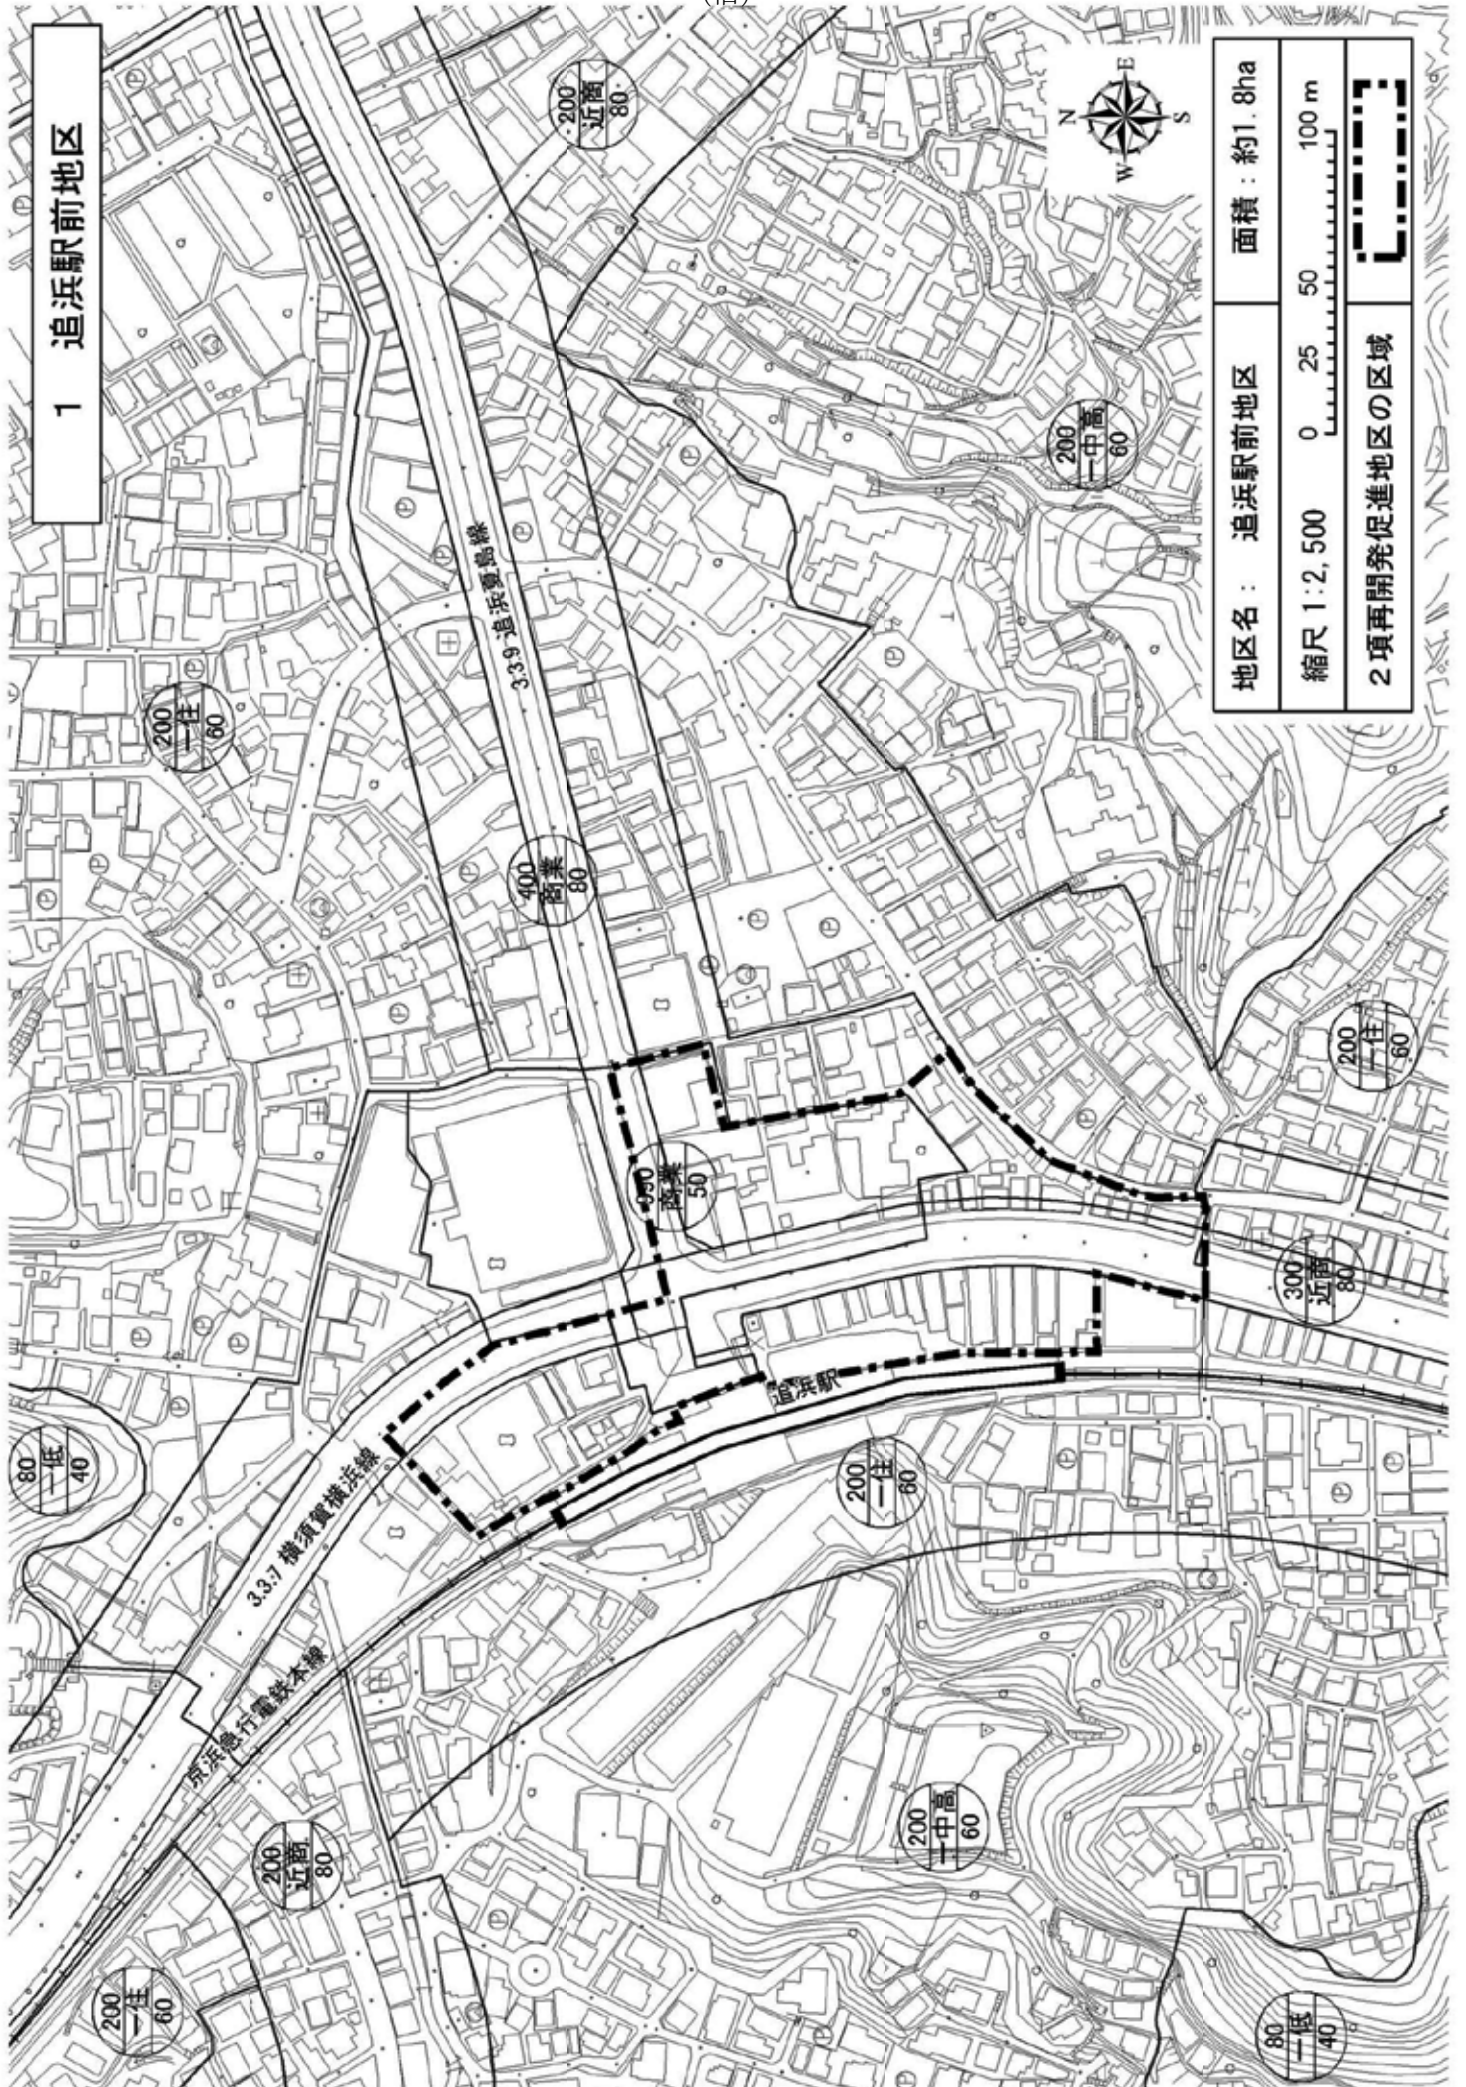 1 追浜駅前地区
200
近商
80
N
E
S
W
地区名： 追浜駅前地区
面積：約1.8ha
縮尺 1:2,500
0 25 50 100 m
2項再開発促進地区の区域
200
一中高
60
200
一住
60
3.3.9 追浜夏島線
400
商業
80
商業
50
200
一住
60
300
近商
80
追浜駅
200
一住
60
80
一低
40
3.3.7 横須賀横浜線
京浜急行電鉄本線
200
近商
80
200
一住
60
200
一中高
60
80
一低
40